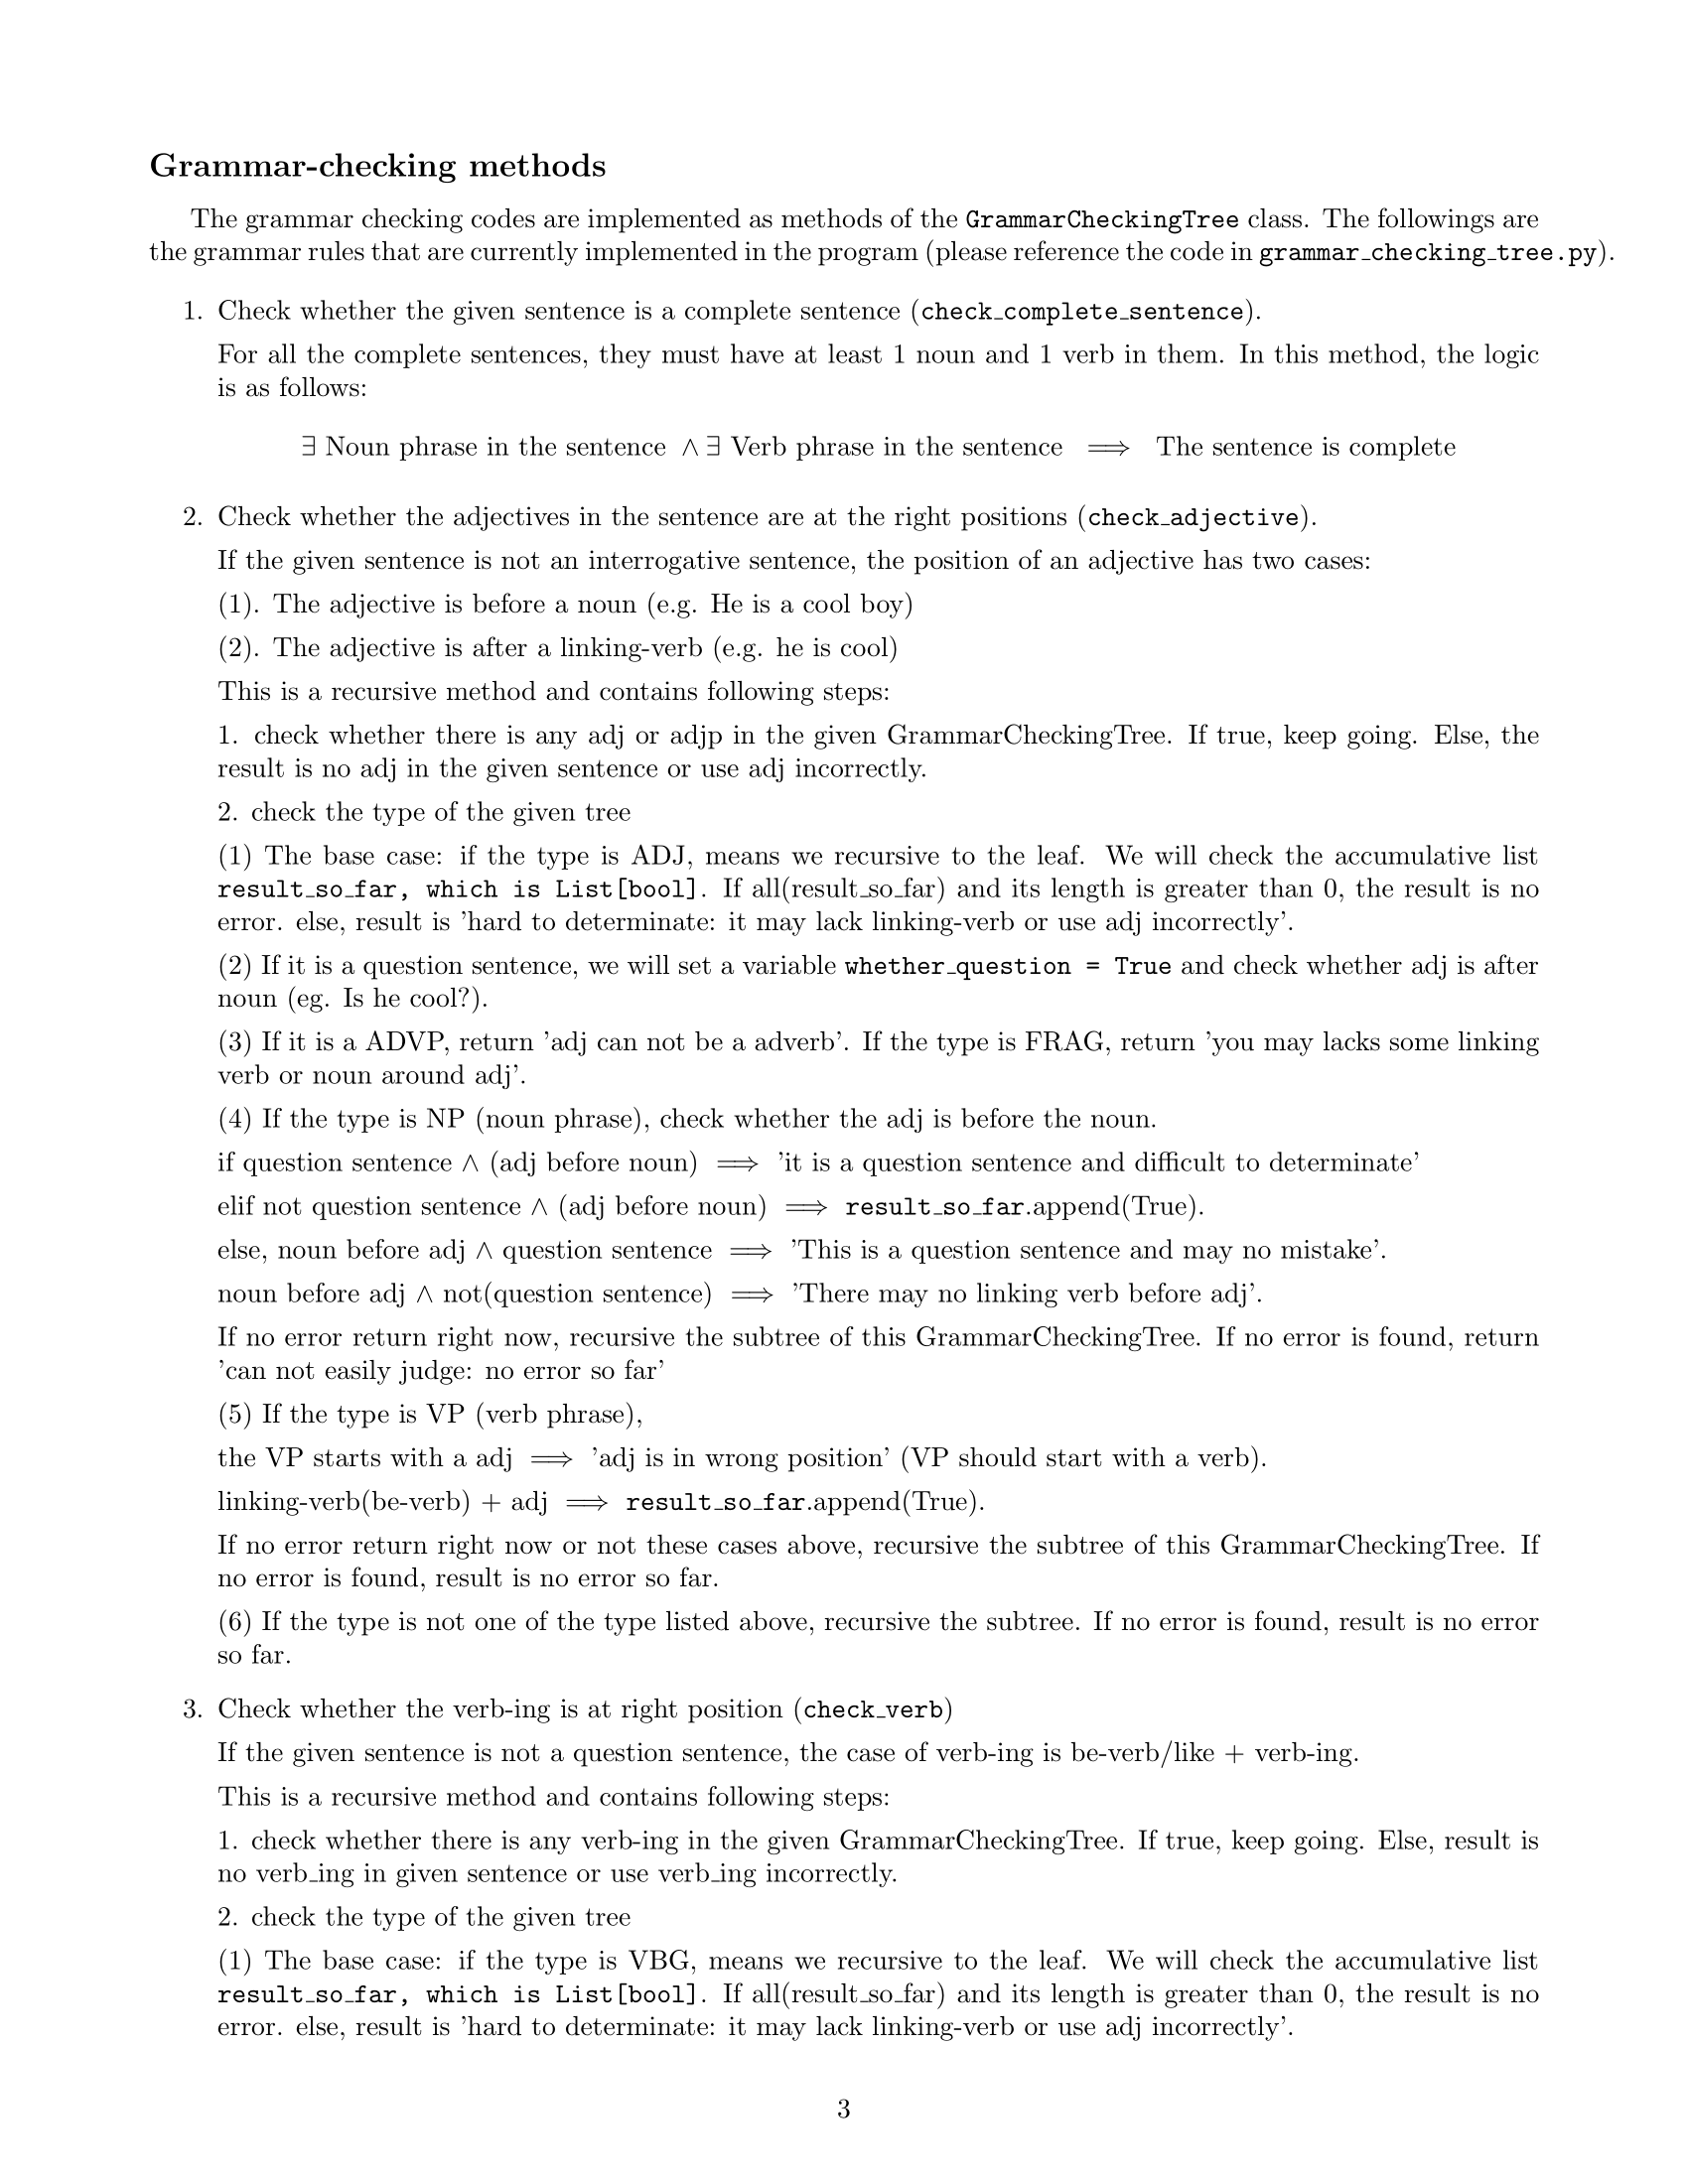 Grammar-checking methods
The grammar checking codes are implemented as methods of the GrammarCheckingTree class. The followings are
the grammar rules that are currently implemented in the program (please reference the code in grammar_checking_tree.py).
1. Check whether the given sentence is a complete sentence (check_complete_sentence).
For all the complete sentences, they must have at least 1 noun and 1 verb in them. In this method, the logic
is as follows:
∃ Noun phrase in the sentence ∧ ∃ Verb phrase in the sentence ⟹ The sentence is complete
2. Check whether the adjectives in the sentence are at the right positions (check_adjective).
If the given sentence is not an interrogative sentence, the position of an adjective has two cases:
(1). The adjective is before a noun (e.g. He is a cool boy)
(2). The adjective is after a linking-verb (e.g. he is cool)
This is a recursive method and contains following steps:
1. check whether there is any adj or adjp in the given GrammarCheckingTree. If true, keep going. Else, the
result is no adj in the given sentence or use adj incorrectly.
2. check the type of the given tree
(1) The base case: if the type is ADJ, means we recursive to the leaf. We will check the accumulative list
result_so_far, which is List[bool]. If all(result_so_far) and its length is greater than 0, the result is no
error. else, result is 'hard to determinate: it may lack linking-verb or use adj incorrectly'.
(2) If it is a question sentence, we will set a variable whether_question = True and check whether adj is after
noun (eg. Is he cool?).
(3) If it is a ADVP, return 'adj can not be a adverb'. If the type is FRAG, return 'you may lacks some linking
verb or noun around adj'.
(4) If the type is NP (noun phrase), check whether the adj is before the noun.
if question sentence ∧ (adj before noun) ⟹ 'it is a question sentence and difficult to determinate'
elif not question sentence ∧ (adj before noun) ⟹ result_so_far.append(True).
else, noun before adj ∧ question sentence ⟹ 'This is a question sentence and may no mistake'.
noun before adj ∧ not(question sentence) ⟹ 'There may no linking verb before adj'.
If no error return right now, recursive the subtree of this GrammarCheckingTree. If no error is found, return
'can not easily judge: no error so far'
(5) If the type is VP (verb phrase),
the VP starts with a adj ⟹ 'adj is in wrong position' (VP should start with a verb).
linking-verb(be-verb) + adj ⟹ result_so_far.append(True).
If no error return right now or not these cases above, recursive the subtree of this GrammarCheckingTree. If
no error is found, result is no error so far.
(6) If the type is not one of the type listed above, recursive the subtree. If no error is found, result is no error
so far.
3. Check whether the verb-ing is at right position (check_verb)
If the given sentence is not a question sentence, the case of verb-ing is be-verb/like + verb-ing.
This is a recursive method and contains following steps:
1. check whether there is any verb-ing in the given GrammarCheckingTree. If true, keep going. Else, result is
no verb_ing in given sentence or use verb_ing incorrectly.
2. check the type of the given tree
(1) The base case: if the type is VBG, means we recursive to the leaf. We will check the accumulative list
result_so_far, which is List[bool]. If all(result_so_far) and its length is greater than 0, the result is no
error. else, result is 'hard to determinate: it may lack linking-verb or use adj incorrectly'.
3